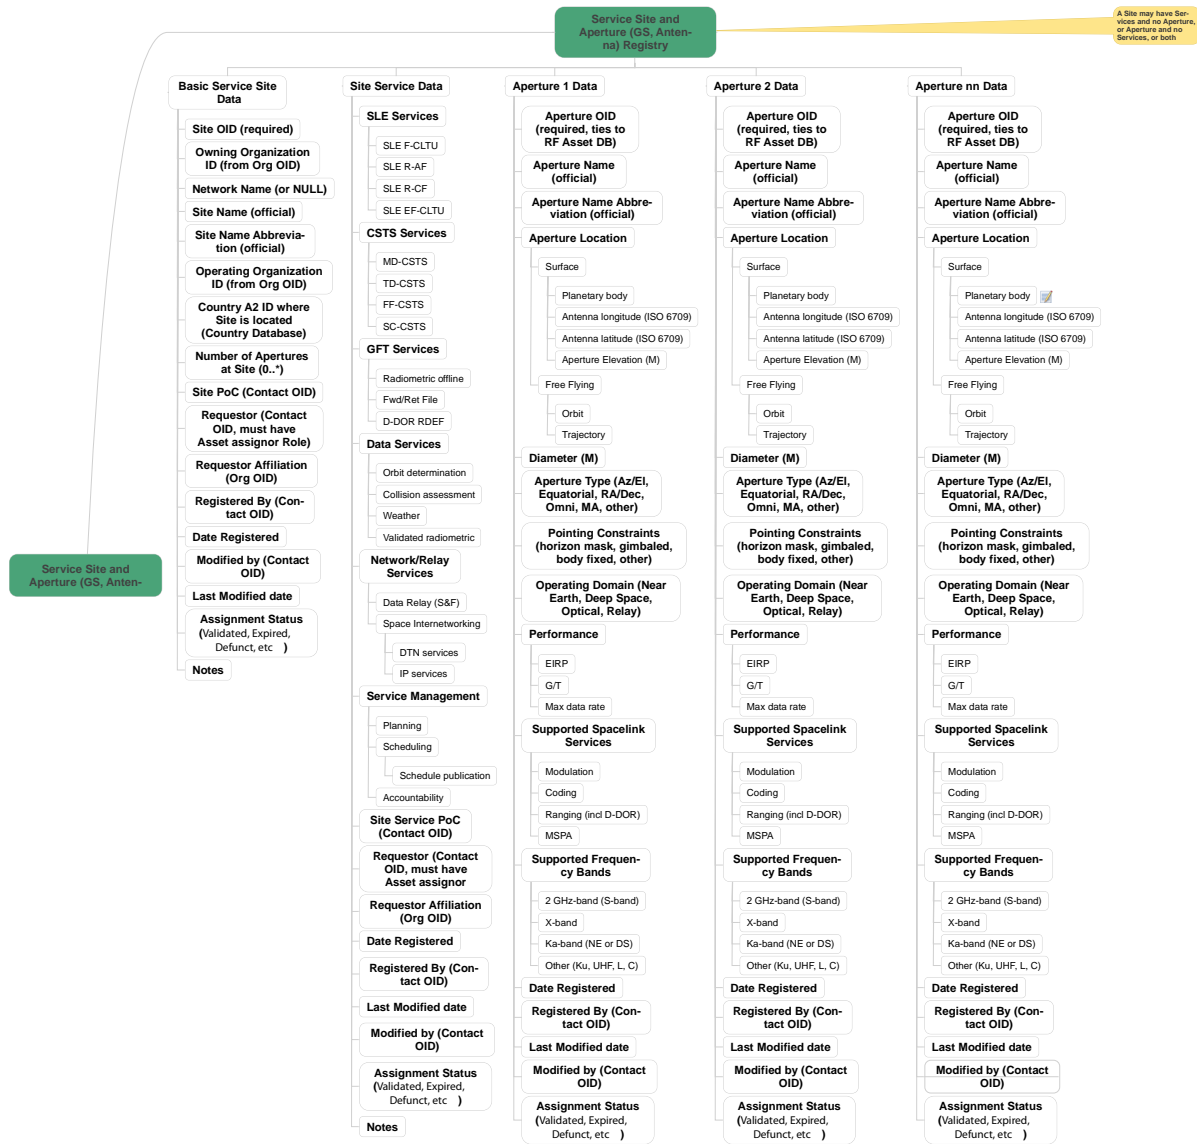 Service Site and
Aperture (GS, Anten-
na) Registry
A Site may have Ser-
vices and no Aperture,
or Aperture and no
Services, or both
Service Site and
Aperture (GS, Anten-
Basic Service Site
Data
Site OID (required)
Owning Organization
ID (from Org OID)
Network Name (or NULL)
Site Name (official)
Site Name Abbrevia-
tion (official)
Operating Organization
ID (from Org OID)
Country A2 ID where
Site is located
(Country Database)
Number of Apertures
at Site (0..*)
Site PoC (Contact OID)
Requestor (Contact
OID, must have
Asset assignor Role)
Requestor Affiliation
(Org OID)
Registered By (Con-
tact OID)
Date Registered
Modified by (Contact
OID)
Last Modified date
Assignment Status
(Validated, Expired,
Defunct, etc )
Notes
Site Service Data
SLE Services
SLE F-CLTU
SLE R-AF
SLE R-CF
SLE EF-CLTU
CSTS Services
MD-CSTS
TD-CSTS
FF-CSTS
SC-CSTS
GFT Services
Radiometric offline
Fwd/Ret File
D-DOR RDEF
Data Services
Orbit determination
Collision assessment
Weather
Validated radiometric
Network/Relay
Services
Data Relay (S&F)
Space Internetworking
DTN services
IP services
Service Management
Planning
Scheduling
Schedule publication
Accountability
Site Service PoC
(Contact OID)
Requestor (Contact
OID, must have
Asset assignor
Requestor Affiliation
(Org OID)
Date Registered
Registered By (Con-
tact OID)
Last Modified date
Modified by (Contact
OID)
Assignment Status
(Validated, Expired,
Defunct, etc )
Notes
Aperture 1 Data
Aperture OID
(required, ties to
RF Asset DB)
Aperture Name
(official)
Aperture Name Abbre-
viation (official)
Aperture Location
Surface
Planetary body
Antenna longitude (ISO 6709)
Antenna latitude (ISO 6709)
Aperture Elevation (M)
Free Flying
Orbit
Trajectory
Diameter (M)
Aperture Type (Az/El,
Equatorial, RA/Dec,
Omni, MA, other)
Pointing Constraints
(horizon mask, gimbaled,
body fixed, other)
Operating Domain (Near
Earth, Deep Space,
Optical, Relay)
Performance
EIRP
G/T
Max data rate
Supported Spacelink
Services
Modulation
Coding
Ranging (incl D-DOR)
MSPA
Supported Frequen-
cy Bands
2 GHz-band (S-band)
X-band
Ka-band (NE or DS)
Other (Ku, UHF, L, C)
Date Registered
Registered By (Con-
tact OID)
Last Modified date
Modified by (Contact
OID)
Assignment Status
(Validated, Expired,
Defunct, etc )
Aperture 2 Data
Aperture OID
(required, ties to
RF Asset DB)
Aperture Name
(official)
Aperture Name Abbre-
viation (official)
Aperture Location
Surface
Planetary body
Antenna longitude (ISO 6709)
Antenna latitude (ISO 6709)
Aperture Elevation (M)
Free Flying
Orbit
Trajectory
Diameter (M)
Aperture Type (Az/El,
Equatorial, RA/Dec,
Omni, MA, other)
Pointing Constraints
(horizon mask, gimbaled,
body fixed, other)
Operating Domain (Near
Earth, Deep Space,
Optical, Relay)
Performance
EIRP
G/T
Max data rate
Supported Spacelink
Services
Modulation
Coding
Ranging (incl D-DOR)
MSPA
Supported Frequen-
cy Bands
2 GHz-band (S-band)
X-band
Ka-band (NE or DS)
Other (Ku, UHF, L, C)
Date Registered
Registered By (Con-
tact OID)
Last Modified date
Modified by (Contact
OID)
Assignment Status
(Validated, Expired,
Defunct, etc )
Aperture nn Data
Aperture OID
(required, ties to
RF Asset DB)
Aperture Name
(official)
Aperture Name Abbre-
viation (official)
Aperture Location
Surface
Planetary body
Antenna longitude (ISO 6709)
Antenna latitude (ISO 6709)
Aperture Elevation (M)
Free Flying
Orbit
Trajectory
Diameter (M)
Aperture Type (Az/El,
Equatorial, RA/Dec,
Omni, MA, other)
Pointing Constraints
(horizon mask, gimbaled,
body fixed, other)
Operating Domain (Near
Earth, Deep Space,
Optical, Relay)
Performance
EIRP
G/T
Max data rate
Supported Spacelink
Services
Modulation
Coding
Ranging (incl D-DOR)
MSPA
Supported Frequen-
cy Bands
2 GHz-band (S-band)
X-band
Ka-band (NE or DS)
Other (Ku, UHF, L, C)
Date Registered
Registered By (Con-
tact OID)
Last Modified date
Modified by (Contact
OID)
Assignment Status
(Validated, Expired,
Defunct, etc )